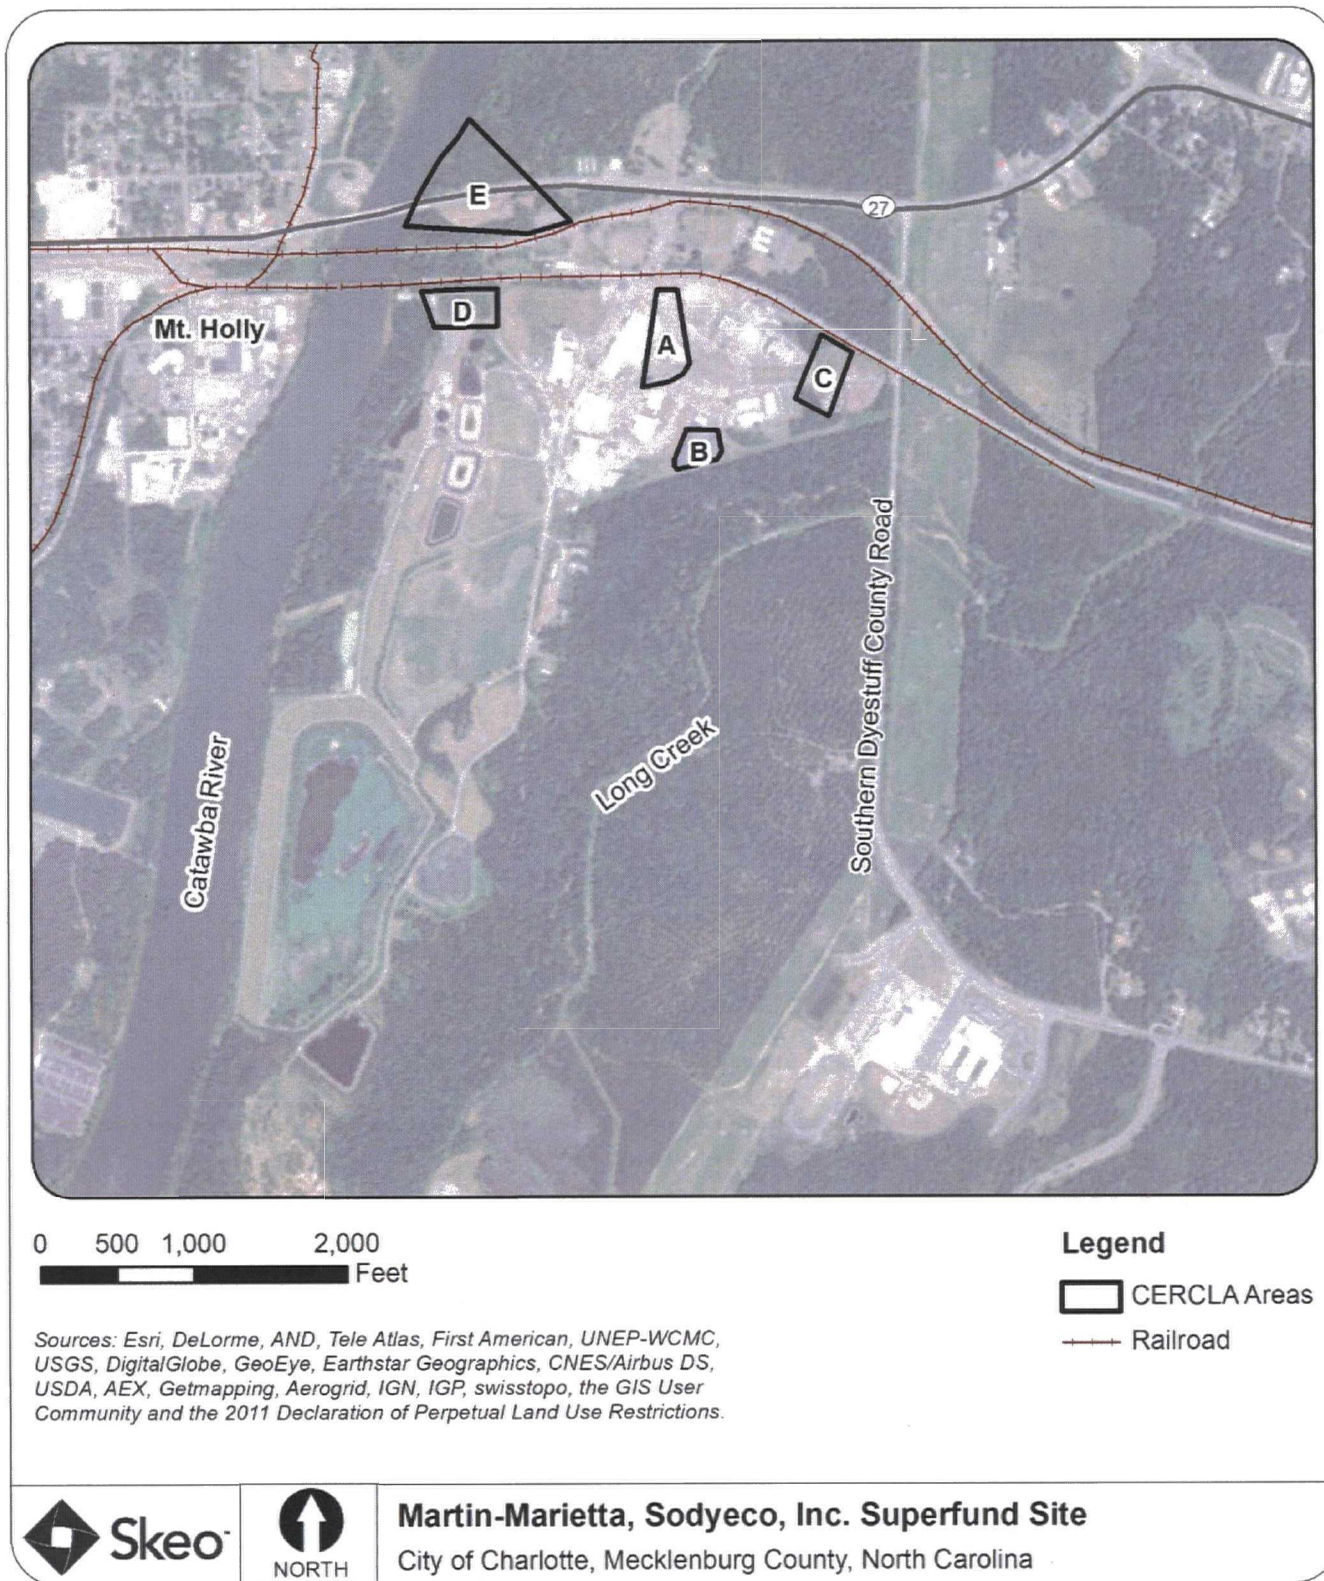 E
27
D
Mt. Holly
A
C
B
Southern Dyestuff County Road
Long Creek
Catawba River
0 500 1,000 2,000
Feet
Legend
CERCLA Areas
Railroad
Sources: Esri, DeLorme, AND, Tele Atlas, First American, UNEP-WCMC,
USGS, DigitalGlobe, GeoEye, Earthstar Geographics, CNES/Airbus DS,
USDA, AEX, Getmapping, Aerogrid, IGN, IGP, swisstopo, the GIS User
Community and the 2011 Declaration of Perpetual Land Use Restrictions.
Skeo
NORTH
Martin-Marietta, Sodyeco, Inc. Superfund Site
City of Charlotte, Mecklenburg County, North Carolina